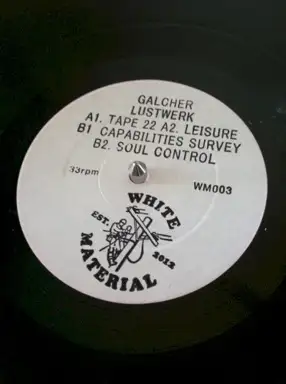 GALCHER
LUSTWERK
A1. TAPE 22 A2. LEISURE
B1 CAPABILITIES SURVEY
B2. SOUL CONTROL
33rpm
WM003
WHITE
EST. 2012
MATERIAL